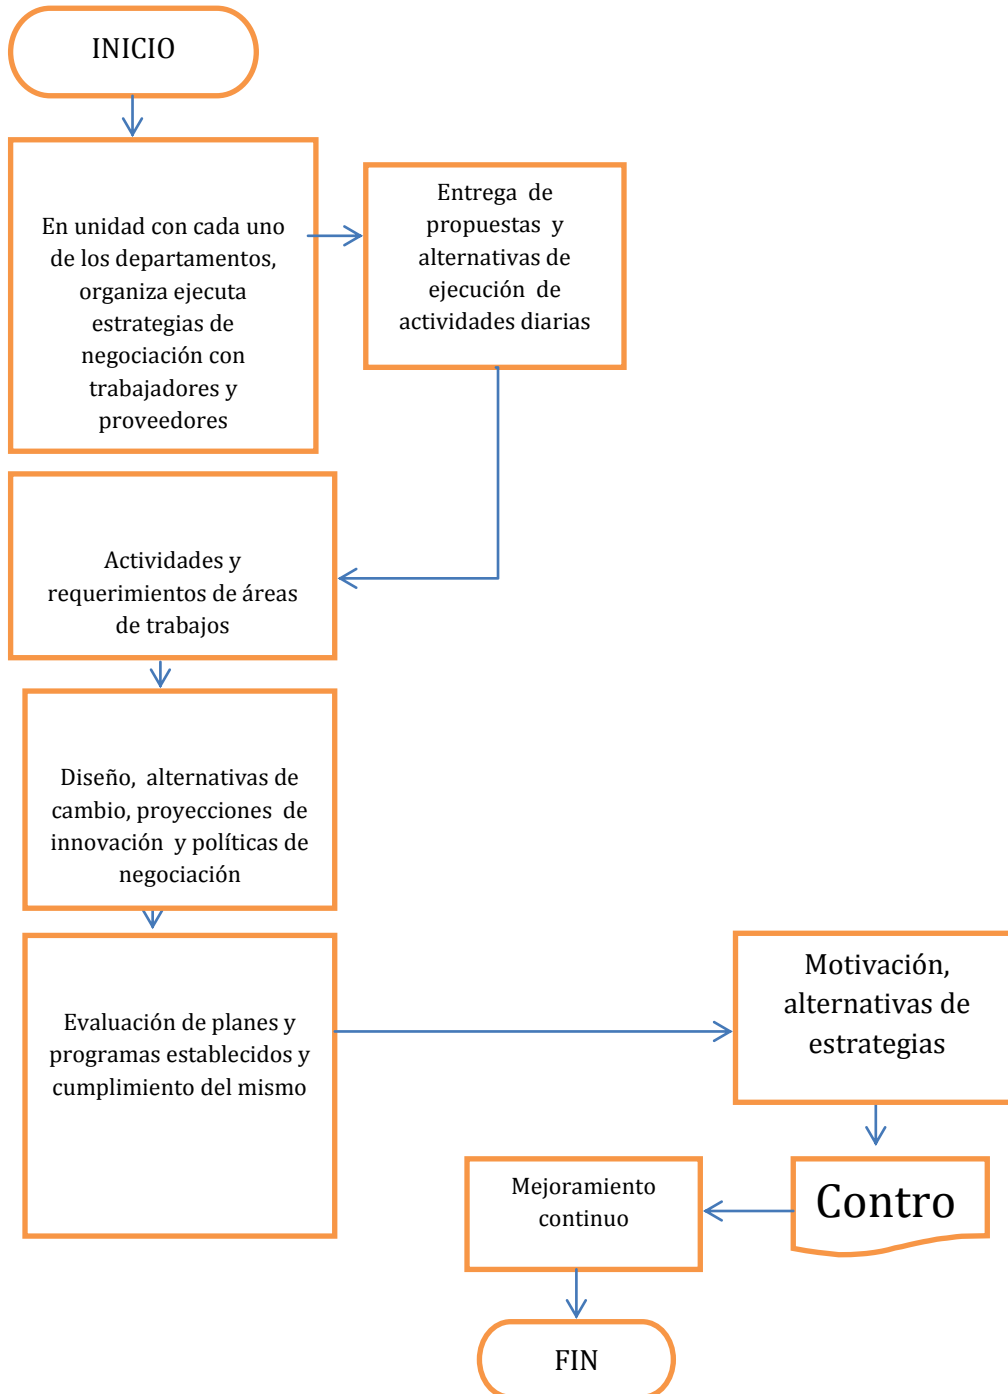 INICIO
En unidad con cada uno
de los departamentos,
organiza ejecuta
estrategias de
negociación con
trabajadores y
proveedores
Entrega de
propuestas y
alternativas de
ejecución de
actividades diarias
Actividades y
requerimientos de áreas
de trabajos
Diseño, alternativas de
cambio, proyecciones de
innovación y políticas de
negociación
Evaluación de planes y
programas establecidos y
cumplimiento del mismo
Motivación,
alternativas de
estrategias
Contro
Mejoramiento
continuo
FIN